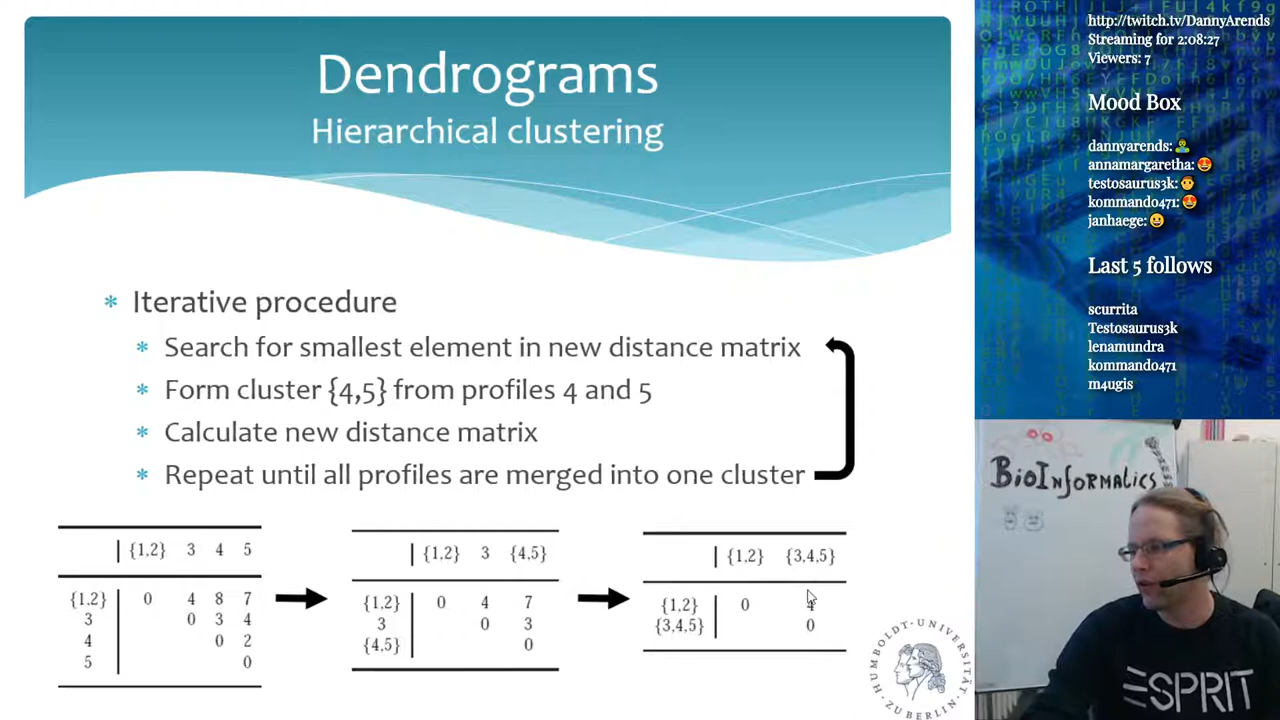 Dendrograms
Hierarchical clustering
* Iterative procedure
* Search for smallest element in new distance matrix
* Form cluster {4,5} from profiles 4 and 5
* Calculate new distance matrix
* Repeat until all profiles are merged into one cluster
{1,2} 3 4 5
{1,2} 0 4 8 7
3 0 3 4
4 0 2
5 0
{1,2} 3 {4,5}
{1,2} 0 4 7
3 0 3
{4,5} 0
{1,2} {3,4,5}
{1,2} 0 4
{3,4,5} 0
HUMBOLDT-UNIVERSITÄT ZU BERLIN
http://twitch.tv/DannyArends
Streaming for 2:08:27
Viewers: 7
Mood Box
dannyarends:
annamargaretha:
testosaurus3k:
kommando471:
janhaege:
Last 5 follows
scurrita
Testosaurus3k
lenamundra
kommando471
m4ugis
BioInformatics
ESPRIT